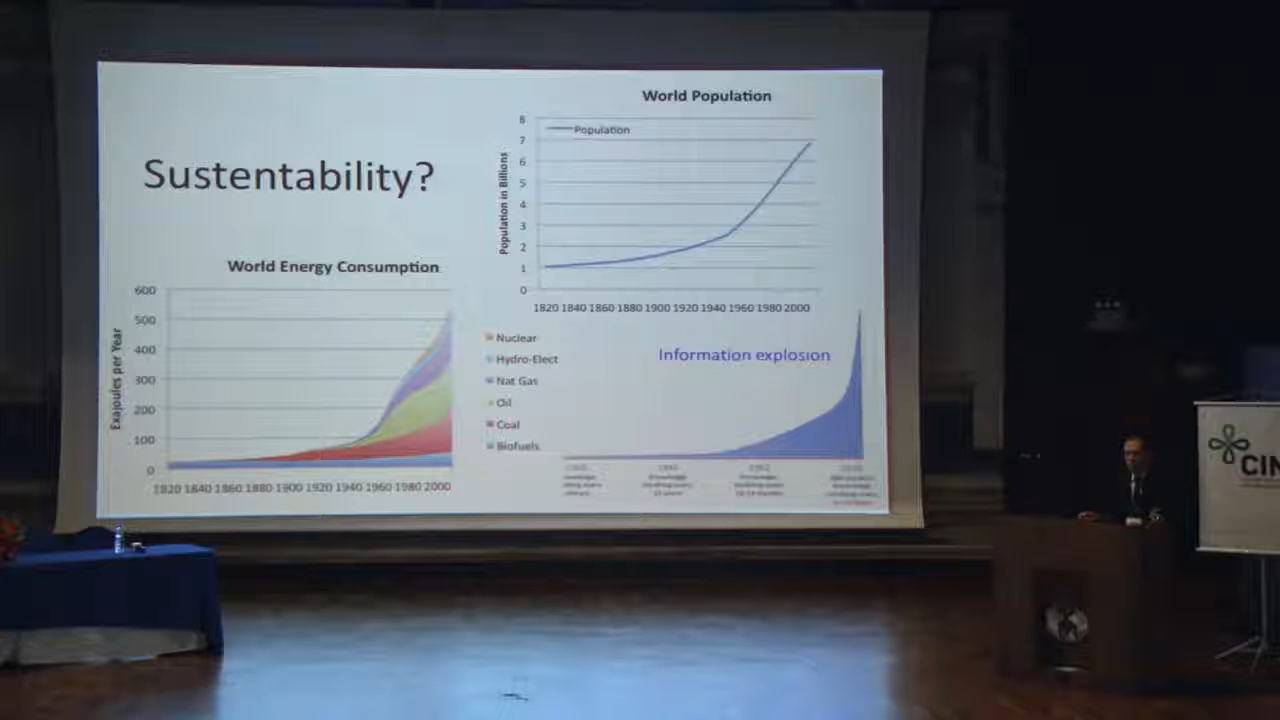 Sustentability?
World Population
8
7
6
5
4
3
2
1
0
Population in Billions
Population
1820 1840 1860 1880 1900 1920 1940 1960 1980 2000
World Energy Consumption
600
500
400
300
200
100
0
Exajoules per Year
1820 1840 1860 1880 1900 1920 1940 1960 1980 2000
Nuclear
Hydro-Elect
Nat Gas
Oil
Coal
Biofuels
Information explosion
CIN